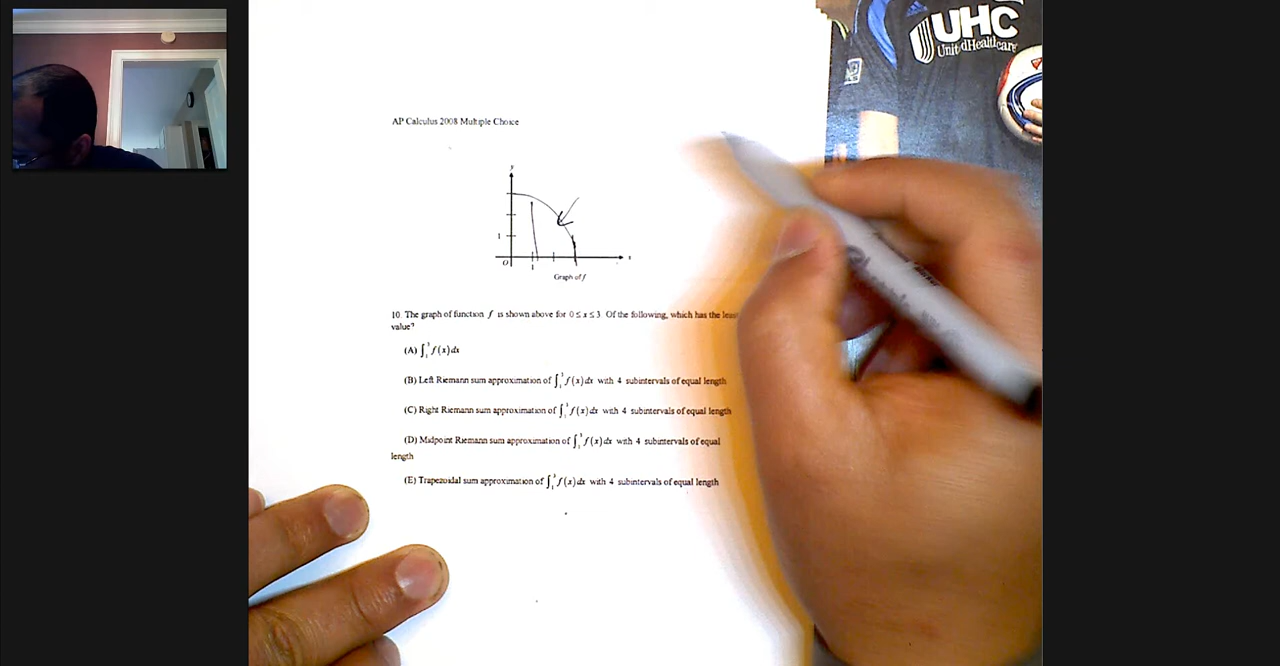 UHC
UnitedHealthcare
AP Calculus 2008 Multiple Choice
y
1
O
1
x
Graph of f
10. The graph of function f is shown above for 0 ≤ x ≤ 3 Of the following, which has the least
value?
(A) ∫₁³ f(x) dx
(B) Left Riemann sum approximation of ∫₁³ f(x) dx with 4 subintervals of equal length
(C) Right Riemann sum approximation of ∫₁³ f(x) dx with 4 subintervals of equal length
(D) Midpoint Riemann sum approximation of ∫₁³ f(x) dx with 4 subintervals of equal
length
(E) Trapezoidal sum approximation of ∫₁³ f(x) dx with 4 subintervals of equal length